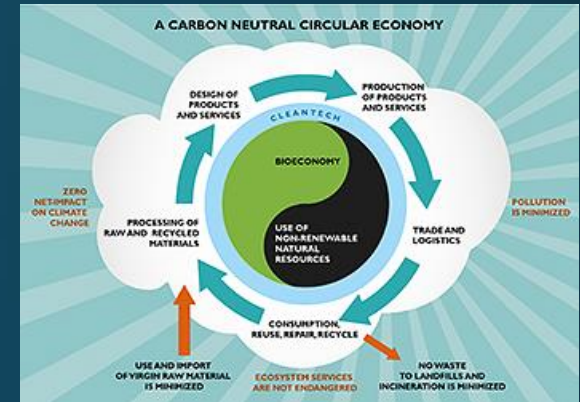 A CARBON NEUTRAL CIRCULAR ECONOMY
DESIGN OF
PRODUCTS
AND SERVICES
PRODUCTION
OF PRODUCTS
AND SERVICES
CLEANTECH
BIOECONOMY
ZERO
NET-IMPACT
ON CLIMATE
CHANGE
POLLUTION
IS MINIMIZED
PROCESSING OF
RAW AND RECYCLED
MATERIALS
USE OF
NON-RENEWABLE
NATURAL
RESOURCES
TRADE AND
LOGISTICS
CONSUMPTION,
REUSE, REPAIR, RECYCLE
USE AND IMPORT
OF VIRGIN RAW MATERIAL
IS MINIMIZED
ECOSYSTEM SERVICES
ARE NOT ENDANGERED
NO WASTE
TO LANDFILLS AND
INCINERATION IS MINIMIZED